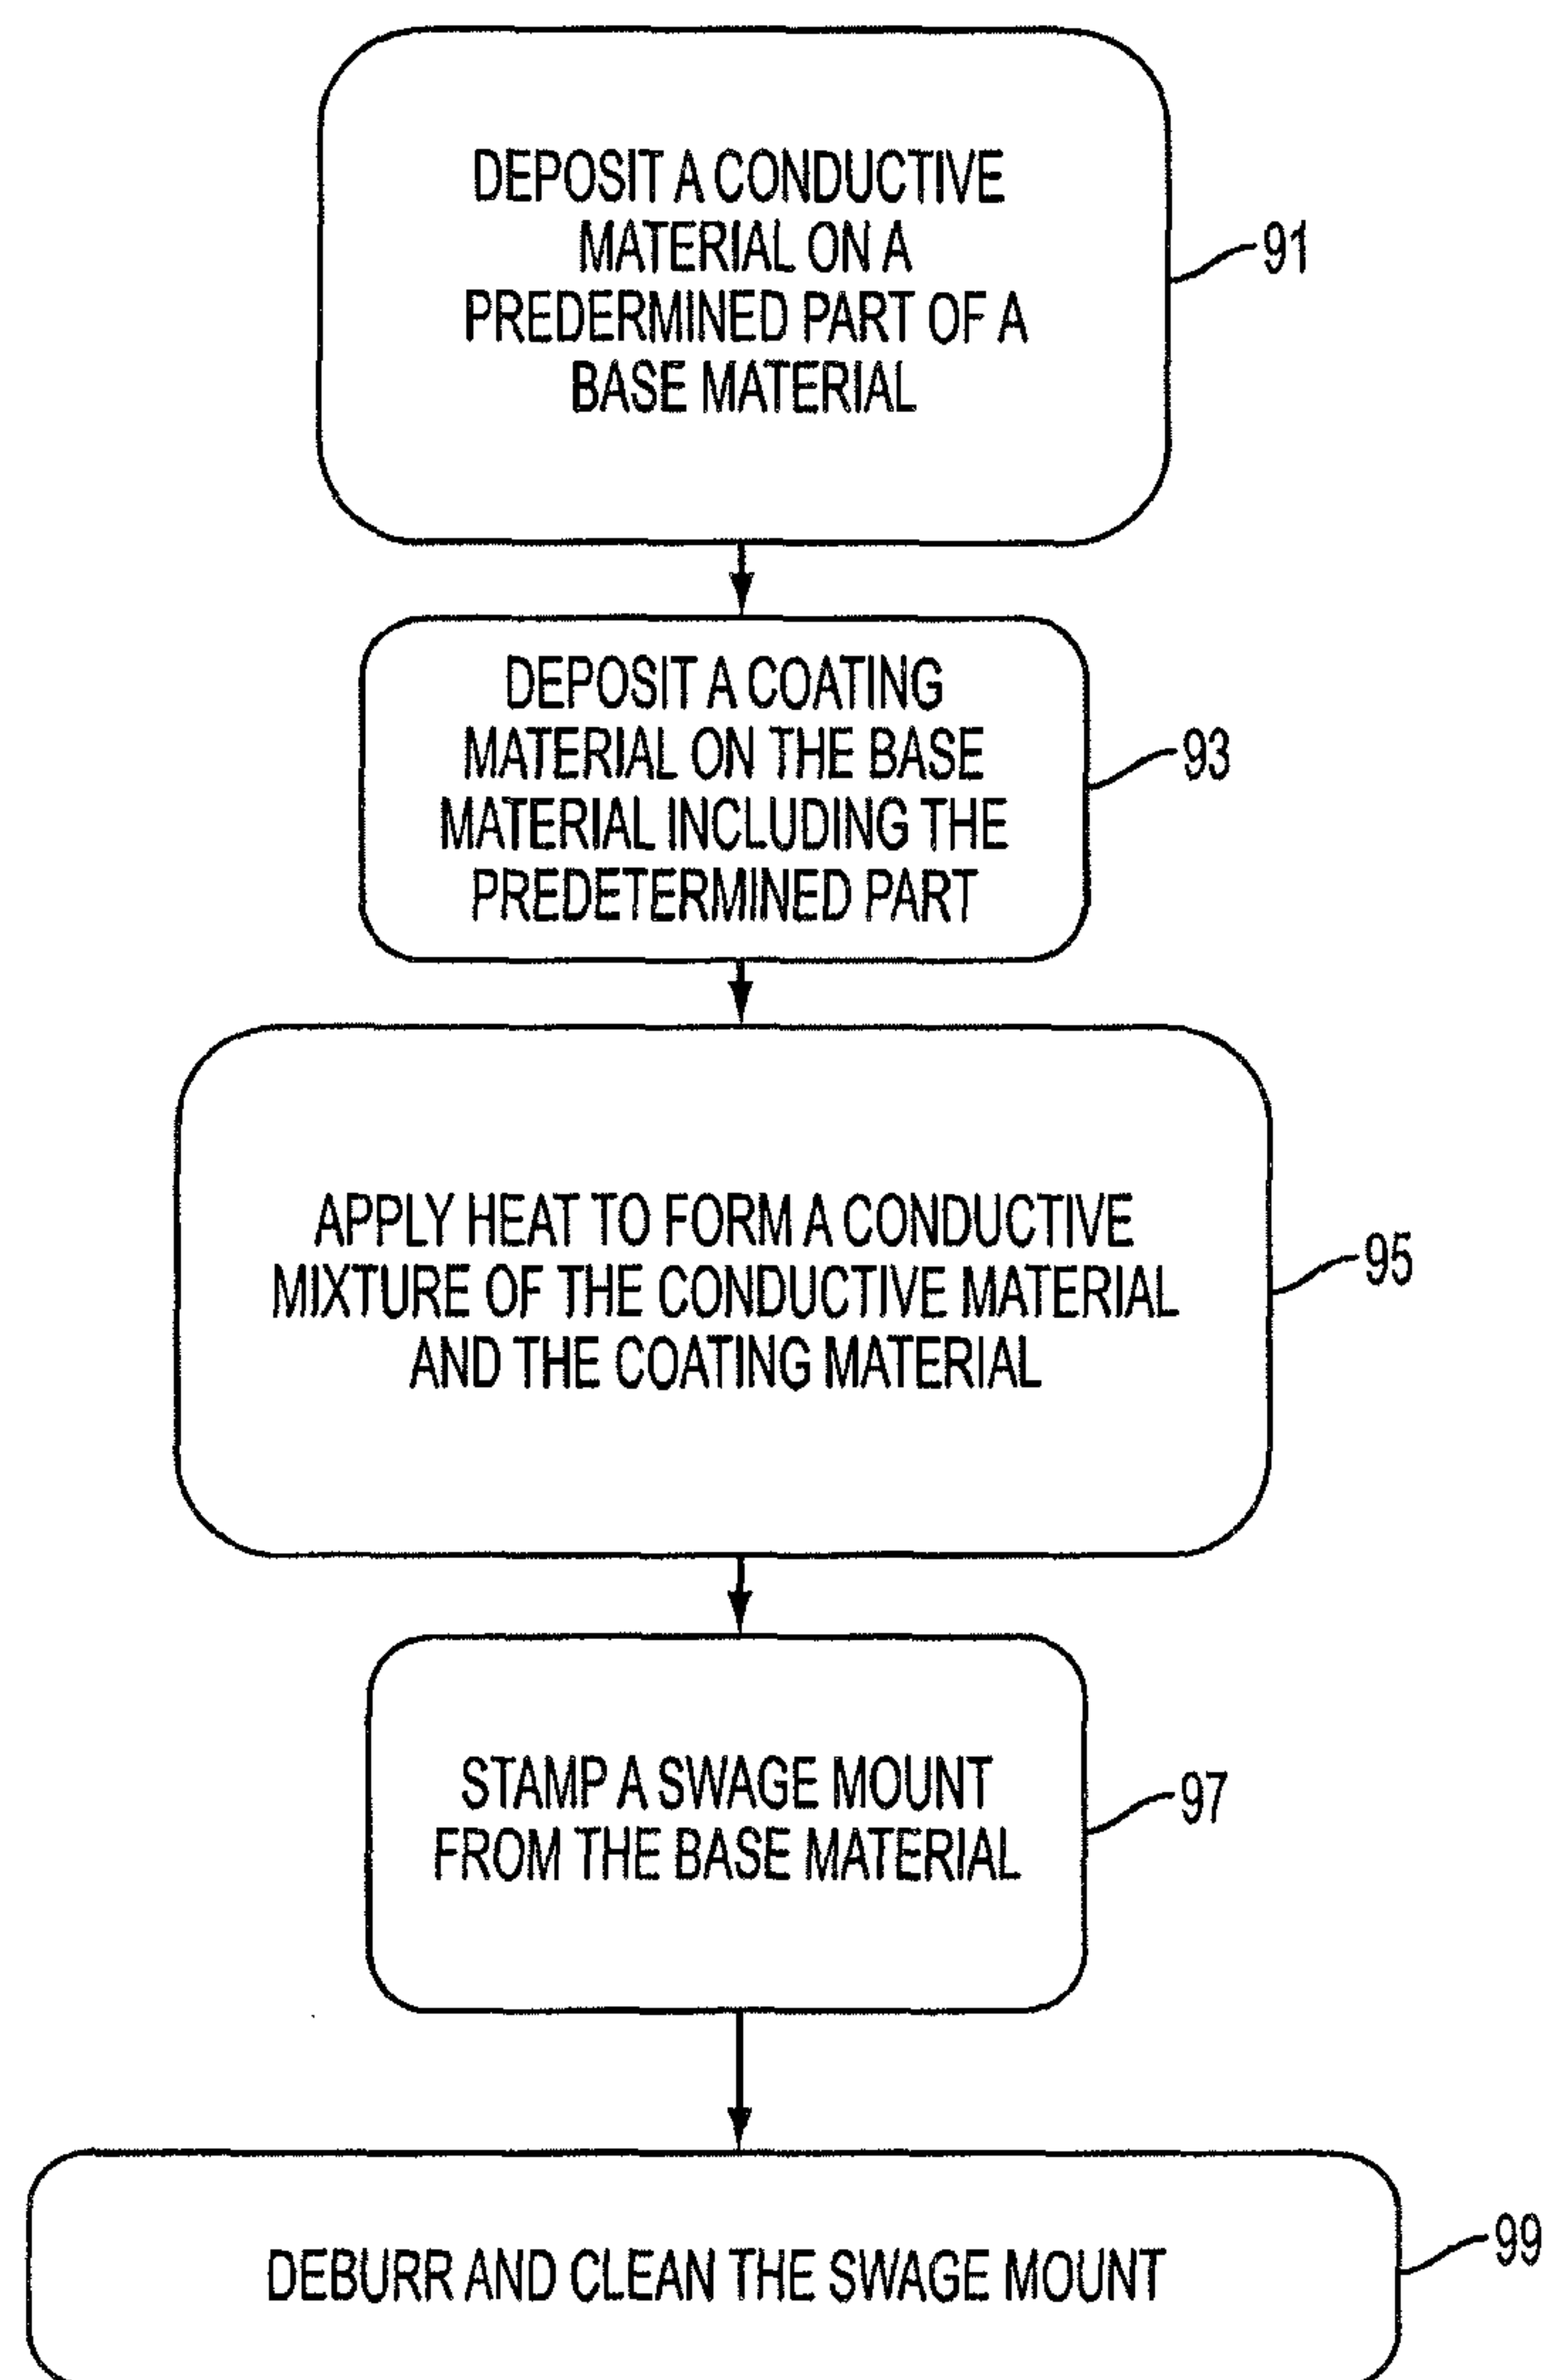 DEPOSIT A CONDUCTIVE
MATERIAL ON A
PREDERMINED PART OF A
BASE MATERIAL
91
DEPOSIT A COATING
MATERIAL ON THE BASE
MATERIAL INCLUDING THE
PREDETERMINED PART
93
APPLY HEAT TO FORM A CONDUCTIVE
MIXTURE OF THE CONDUCTIVE MATERIAL
AND THE COATING MATERIAL
95
STAMP A SWAGE MOUNT
FROM THE BASE MATERIAL
97
DEBURR AND CLEAN THE SWAGE MOUNT
99